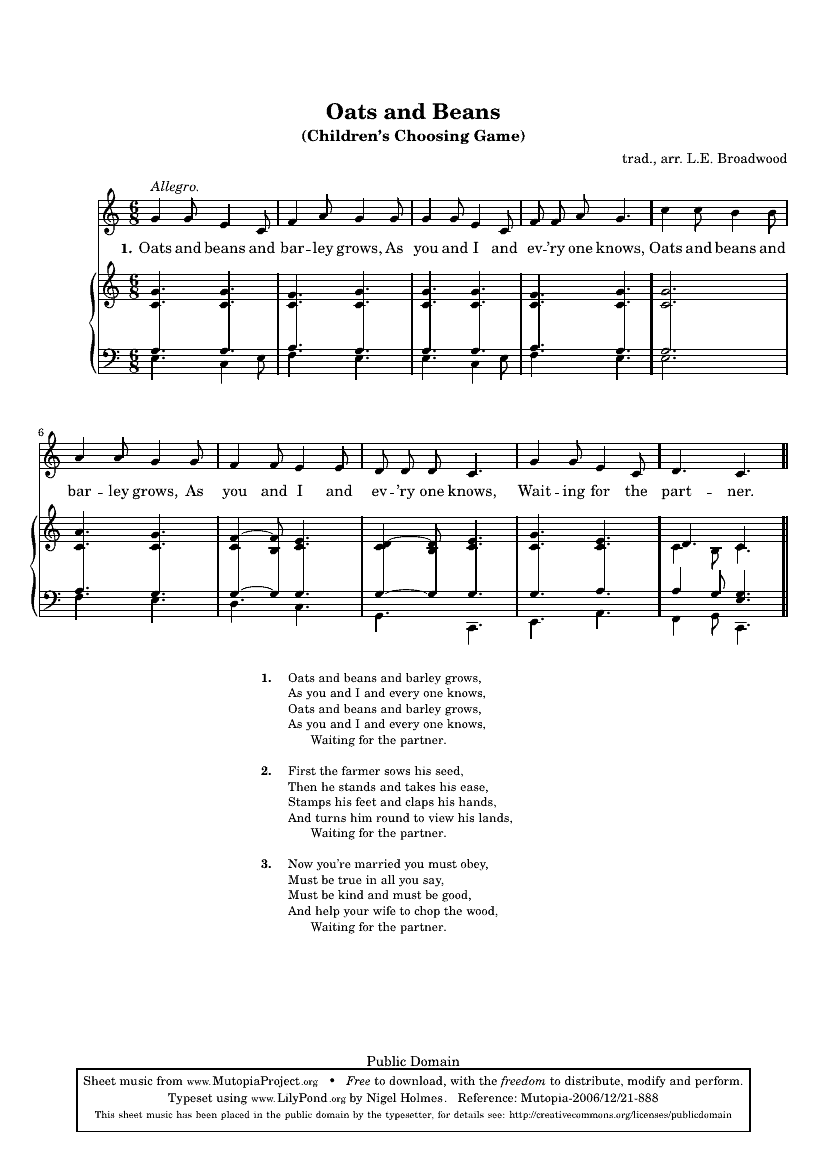 Oats and Beans
(Children's Choosing Game)
trad., arr. L.E. Broadwood
Allegro.
1. Oats and beans and bar - ley grows, As you and I and ev-'ry one knows, Oats and beans and
6
bar - ley grows, As you and I and ev-'ry one knows, Wait - ing for the part - ner.
1. Oats and beans and barley grows,
As you and I and every one knows,
Oats and beans and barley grows,
As you and I and every one knows,
Waiting for the partner.
2. First the farmer sows his seed,
Then he stands and takes his ease,
Stamps his feet and claps his hands,
And turns him round to view his lands,
Waiting for the partner.
3. Now you're married you must obey,
Must be true in all you say,
Must be kind and must be good,
And help your wife to chop the wood,
Waiting for the partner.
Public Domain
Sheet music from www.MutopiaProject.org • Free to download, with the freedom to distribute, modify and perform.
Typeset using www.LilyPond.org by Nigel Holmes. Reference: Mutopia-2006/12/21-888
This sheet music has been placed in the public domain by the typesetter, for details see: http://creativecommons.org/licenses/publicdomain